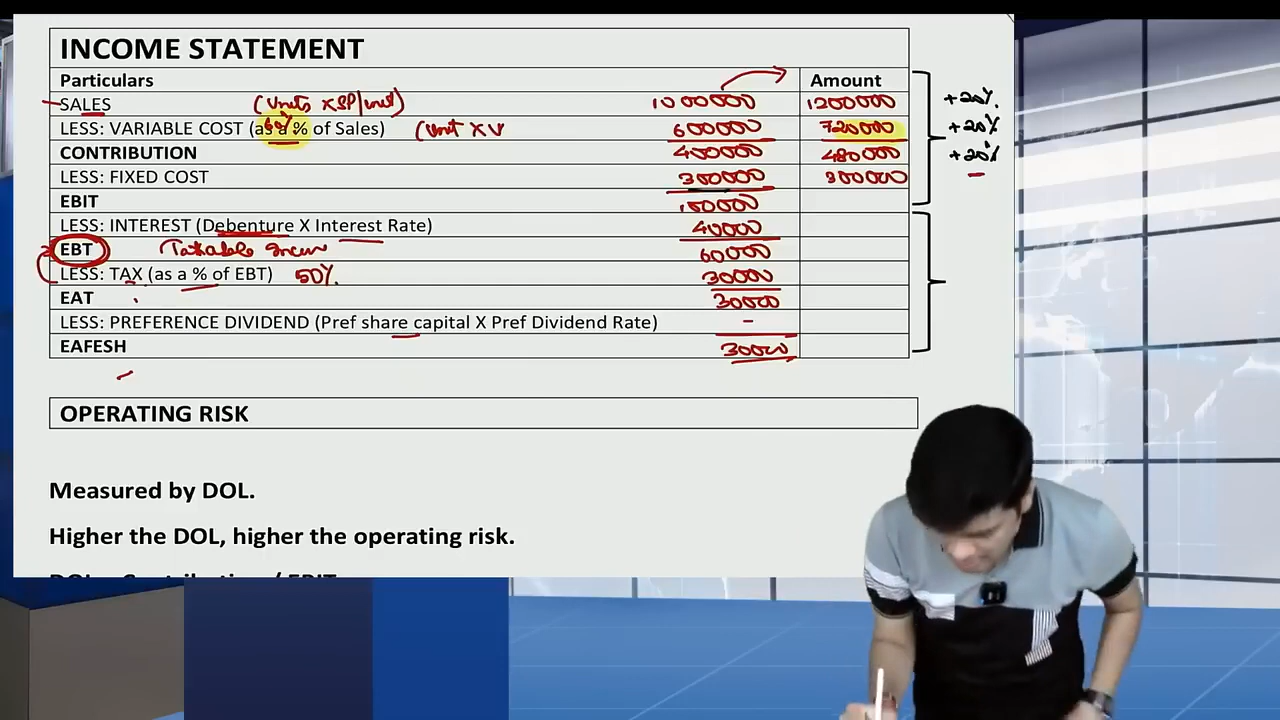 INCOME STATEMENT
Particulars Amount
SALES (Units X SP/unit) 1000000 1200000 +20%
LESS: VARIABLE COST (as a % of Sales) 60% (Unit X V 600000 720000 +20%
CONTRIBUTION 400000 480000 +20%
LESS: FIXED COST 300000 300000
EBIT 100000
LESS: INTEREST (Debenture X Interest Rate) 40000
EBT Taxable 60000
LESS: TAX (as a % of EBT) 50% 30000
EAT 30000
LESS: PREFERENCE DIVIDEND (Pref share capital X Pref Dividend Rate) -
EAFESH 30000
OPERATING RISK
Measured by DOL.
Higher the DOL, higher the operating risk.